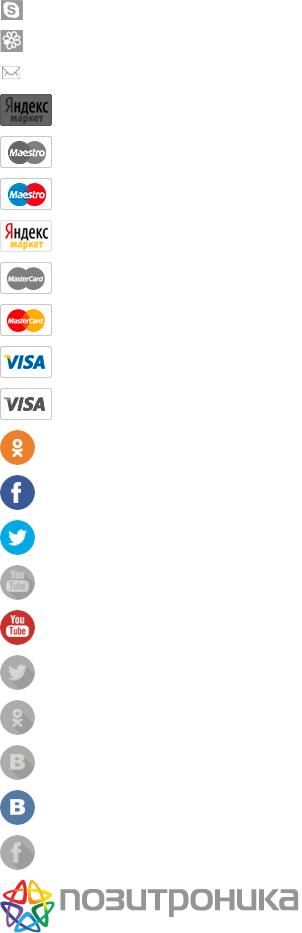 S
Яндекс
маркет
Maestro
Maestro
Яндекс
маркет
MasterCard
MasterCard
VISA
VISA
f
You
Tube
You
Tube
B
B
f
позитроника